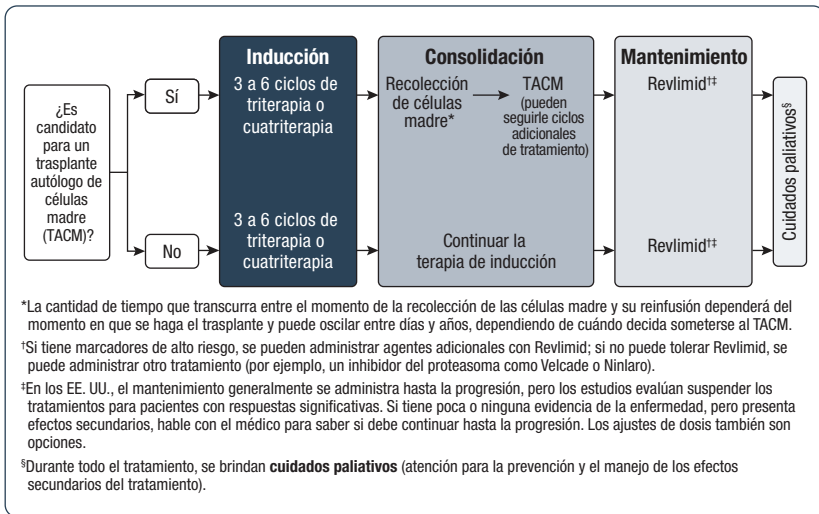 ¿Es
candidato
para un
trasplante
autólogo de
células
madre
(TACM)?
Sí
No
Inducción
3 a 6 ciclos de
triterapia o
cuatriterapia
3 a 6 ciclos de
triterapia o
cuatriterapia
Consolidación
Recolección
de células
madre*
TACM
(pueden
seguirle ciclos
adicionales
de tratamiento)
Continuar la
terapia de inducción
Mantenimiento
Revlimid†‡
Revlimid†‡
Cuidados paliativos§
*La cantidad de tiempo que transcurra entre el momento de la recolección de las células madre y su reinfusión dependerá del
momento en que se haga el trasplante y puede oscilar entre días y años, dependiendo de cuándo decida someterse al TACM.
†Si tiene marcadores de alto riesgo, se pueden administrar agentes adicionales con Revlimid; si no puede tolerar Revlimid, se
puede administrar otro tratamiento (por ejemplo, un inhibidor del proteasoma como Velcade o Ninlaro).
‡En los EE. UU., el mantenimiento generalmente se administra hasta la progresión, pero los estudios evalúan suspender los
tratamientos para pacientes con respuestas significativas. Si tiene poca o ninguna evidencia de la enfermedad, pero presenta
efectos secundarios, hable con el médico para saber si debe continuar hasta la progresión. Los ajustes de dosis también son
opciones.
§Durante todo el tratamiento, se brindan cuidados paliativos (atención para la prevención y el manejo de los efectos
secundarios del tratamiento).